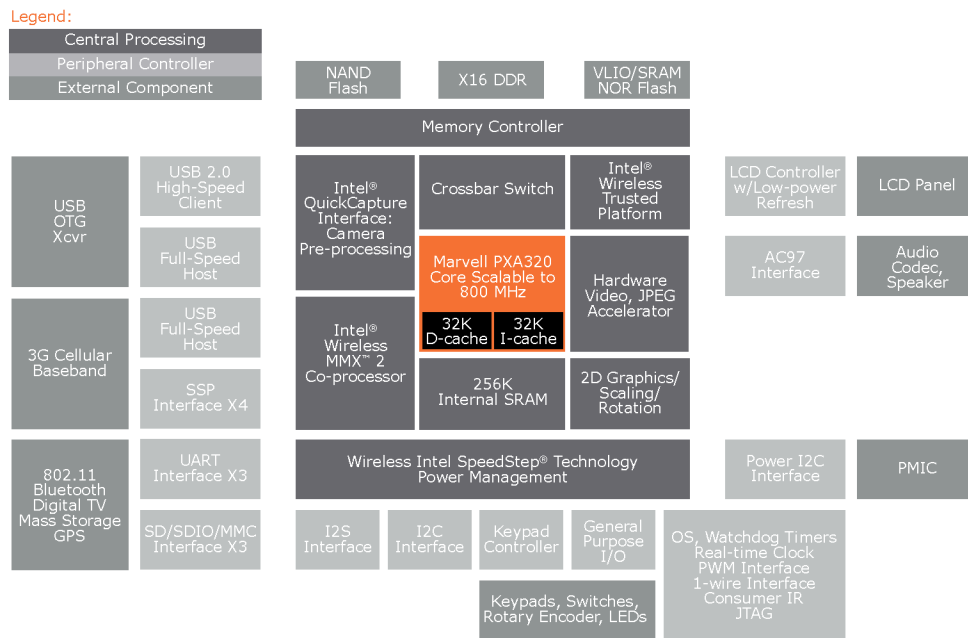 Legend:
Central Processing
Peripheral Controller
External Component
NAND
Flash
X16 DDR
VLIO/SRAM
NOR Flash
Memory Controller
USB
OTG
Xcvr
USB 2.0
High-Speed
Client
USB
Full-Speed
Host
Intel®
QuickCapture
Interface:
Camera
Pre-processing
Crossbar Switch
Intel®
Wireless
Trusted
Platform
LCD Controller
w/Low-power
Refresh
LCD Panel
Marvell PXA320
Core Scalable to
800 MHz
32K
D-cache
32K
I-cache
Hardware
Video, JPEG
Accelerator
AC97
Interface
Audio
Codec,
Speaker
3G Cellular
Baseband
USB
Full-Speed
Host
SSP
Interface X4
Intel®
Wireless
MMX™ 2
Co-processor
256K
Internal SRAM
2D Graphics/
Scaling/
Rotation
802.11
Bluetooth
Digital TV
Mass Storage
GPS
UART
Interface X3
SD/SDIO/MMC
Interface X3
Wireless Intel SpeedStep® Technology
Power Management
Power I2C
Interface
PMIC
I2S
Interface
I2C
Interface
Keypad
Controller
General
Purpose
I/O
OS, Watchdog Timers
Real-time Clock
PWM Interface
1-wire Interface
Consumer IR
JTAG
Keypads, Switches,
Rotary Encoder, LEDs